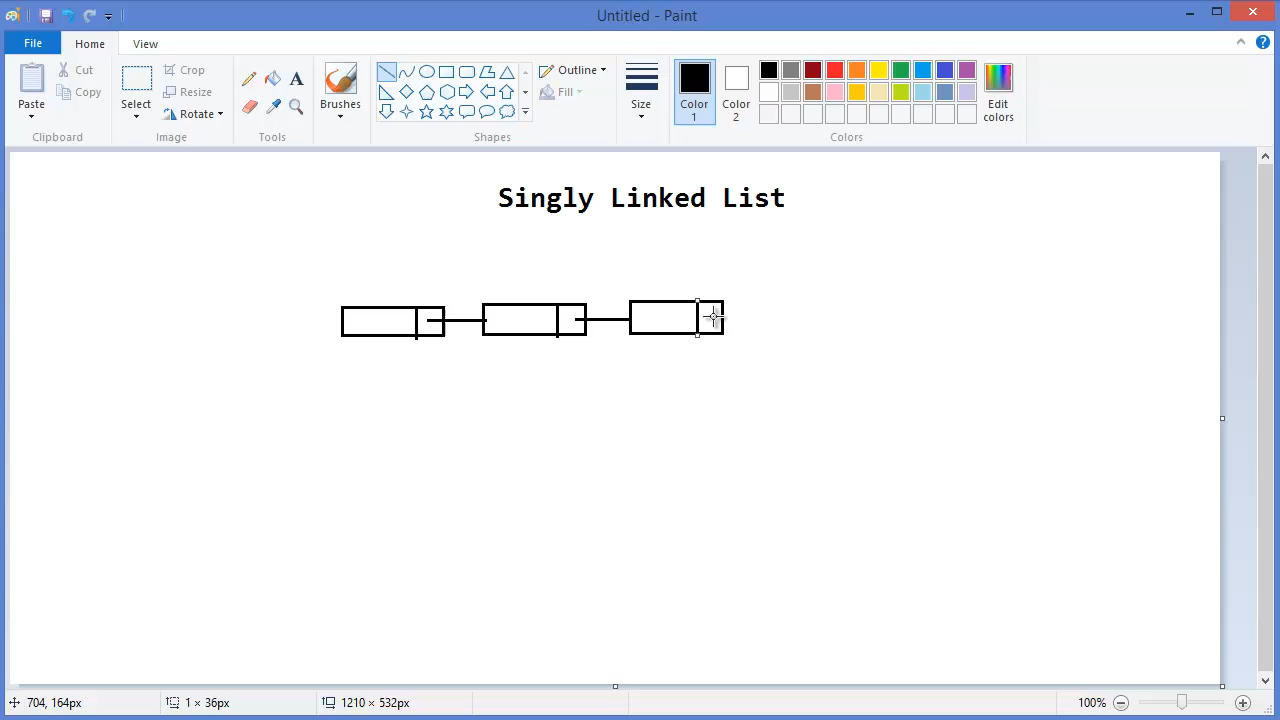 Untitled - Paint
File Home View
Paste
Cut
Copy
Clipboard
Select
Crop
Resize
Rotate
Image
Tools
Brushes
Shapes
Outline
Fill
Size
Color 1
Color 2
Colors
Edit colors
Singly Linked List
704, 164px 1 × 36px 1210 × 532px 100%